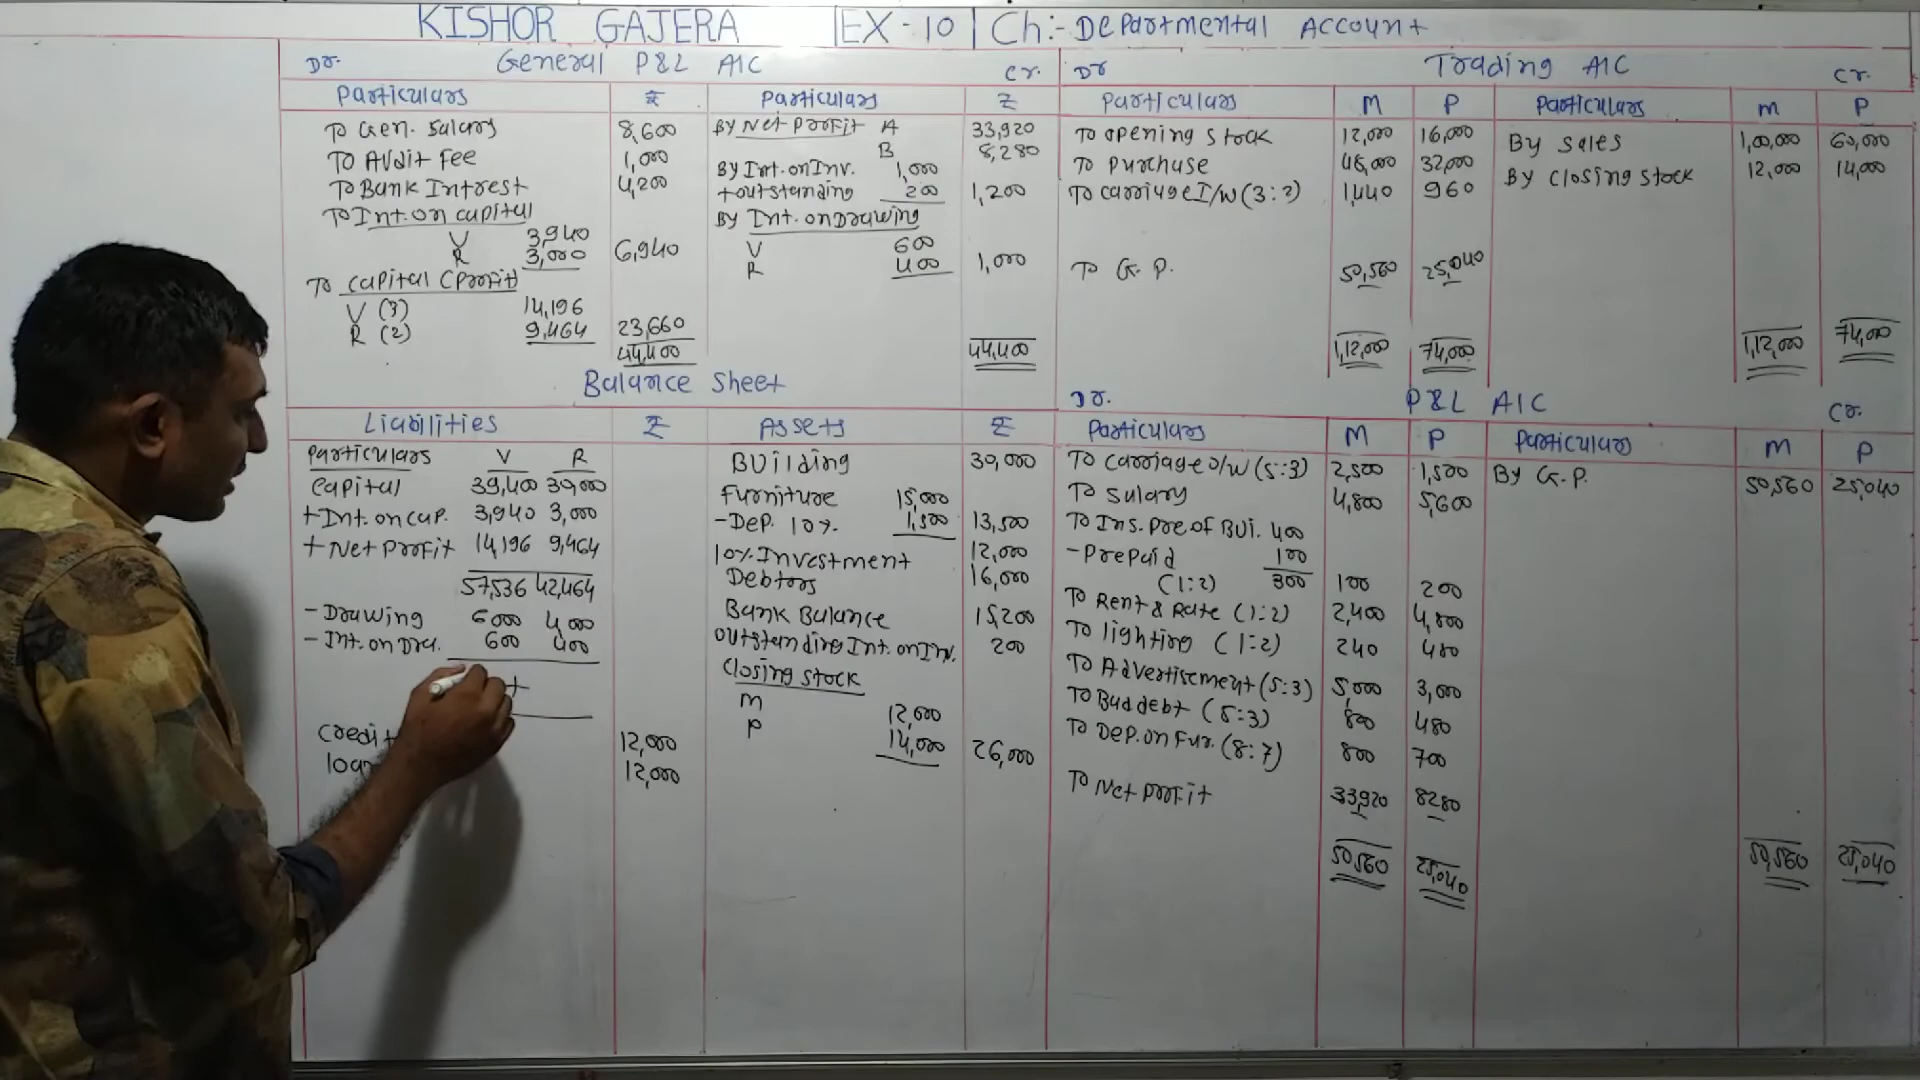 KISHOR GAJERA | EX-10 | Ch:- Departmental Account
Dr. General P&L A/C Cr.
Particulars ₹ Particulars ₹
To Gen. Salary 8,600 By Net Profit A 33,920
B 8,280
To Audit Fee 1,000 By Int. on Inv. 1,000
To Bank Intrest 4,200 + outstanding 200 1,200
To Int. on capital By Int. on Drawing
V 3,940 V 600
R 3,000 6,940 R 400 1,000
To Capital (Profit)
V (3) 14,196
R (2) 9,464 23,660
44,400 44,400
Dr Trading A/C Cr.
Particulars M P Particulars M P
To opening stock 12,000 16,000 By Sales 1,00,000 60,000
To Purchase 48,000 32,000 By Closing stock 12,000 14,000
To Carriage I/W (3:2) 1,440 960
To G.P. 50,560 25,040
1,12,000 74,000 1,12,000 74,000
Balance Sheet
Liabilities ₹ Assets ₹
Particulars V R Building 30,000
Capital 39,400 30,000 Furniture 15,000
+ Int. on cap. 3,940 3,000 - Dep. 10% 1,500 13,500
+ Net Profit 14,196 9,464 10% Investment 12,000
57,536 42,464 Debtors 16,000
- Drawing 6000 4,000 Bank Balance 15,200
- Int. on Dra. 600 400 outstanding Int. on Inv. 200
Closing stock
M 12,000
Credit 12,000 P 14,000 26,000
loa 12,000
Dr. P&L A/C Cr.
Particulars M P Particulars M P
To Carriage O/W (5:3) 2,500 1,500 By G.P. 50,560 25,040
To Salary 4,800 5,600
To Ins. Pre. of Bui. 400
- Prepaid 100
(1:2) 300 100 200
To Rent & Rate (1:2) 2,400 4,800
To lighting (1:2) 240 480
To Advertisement (5:3) 5,000 3,000
To Bad debt (5:3) 800 480
To Dep. on Fur. (8:7) 800 700
To Net Profit 33,920 8280
50,560 25,040 50,560 25,040